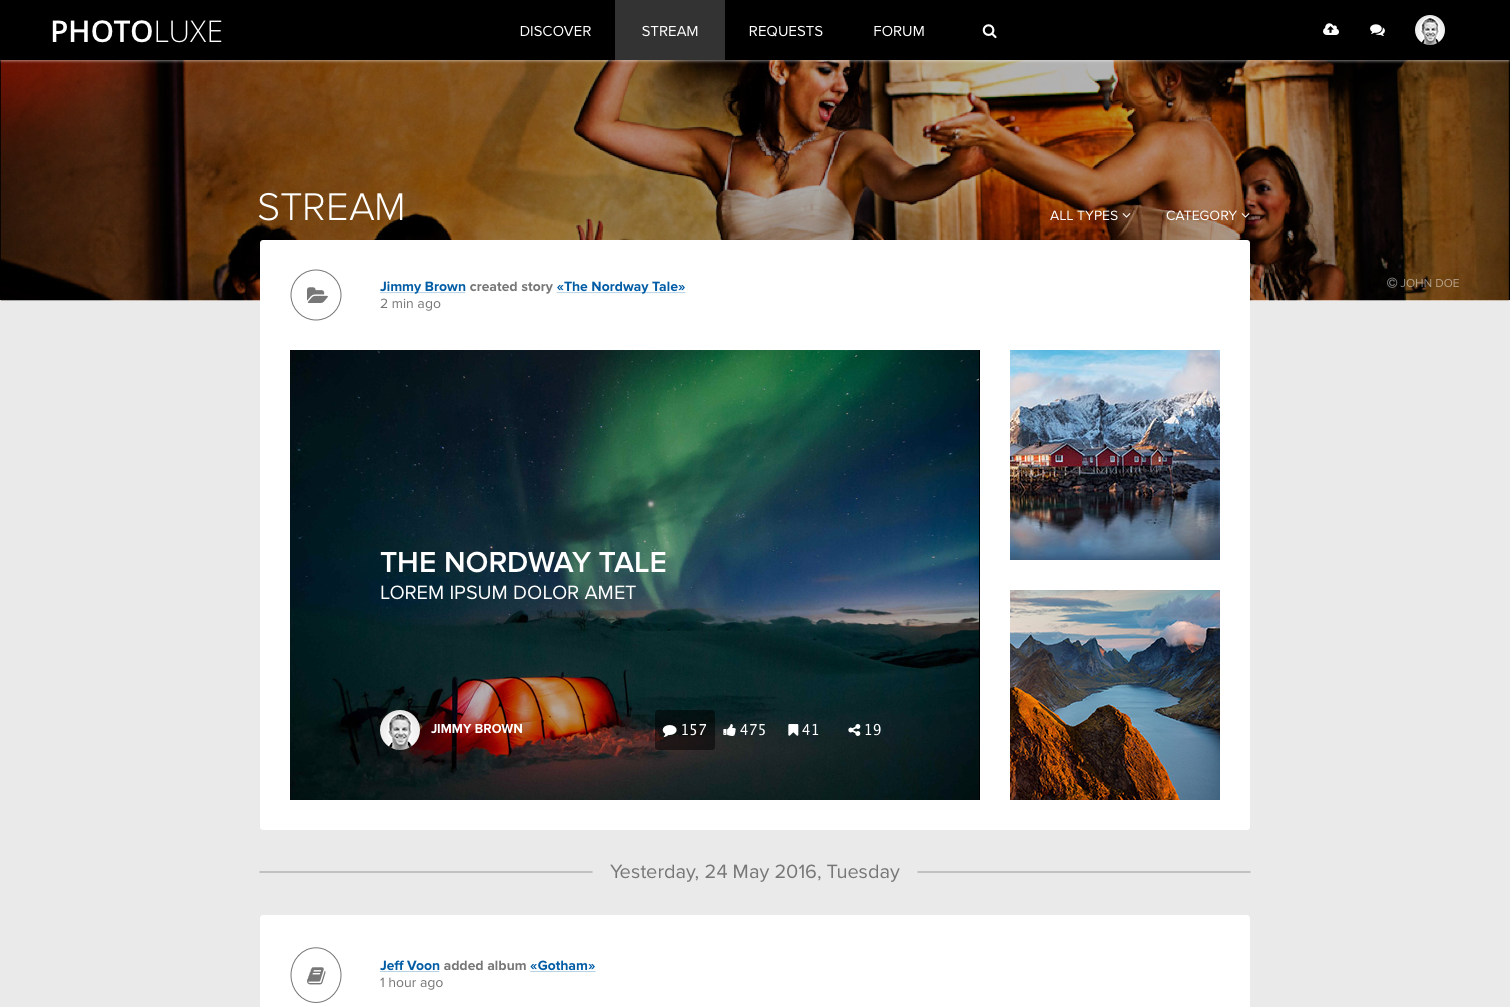 PHOTOLUXE
DISCOVER
STREAM
REQUESTS
FORUM
STREAM
ALL TYPES
CATEGORY
© JOHN DOE
Jimmy Brown created story «The Nordway Tale»
2 min ago
THE NORDWAY TALE
LOREM IPSUM DOLOR AMET
JIMMY BROWN
157
475
41
19
Yesterday, 24 May 2016, Tuesday
Jeff Voon added album «Gotham»
1 hour ago